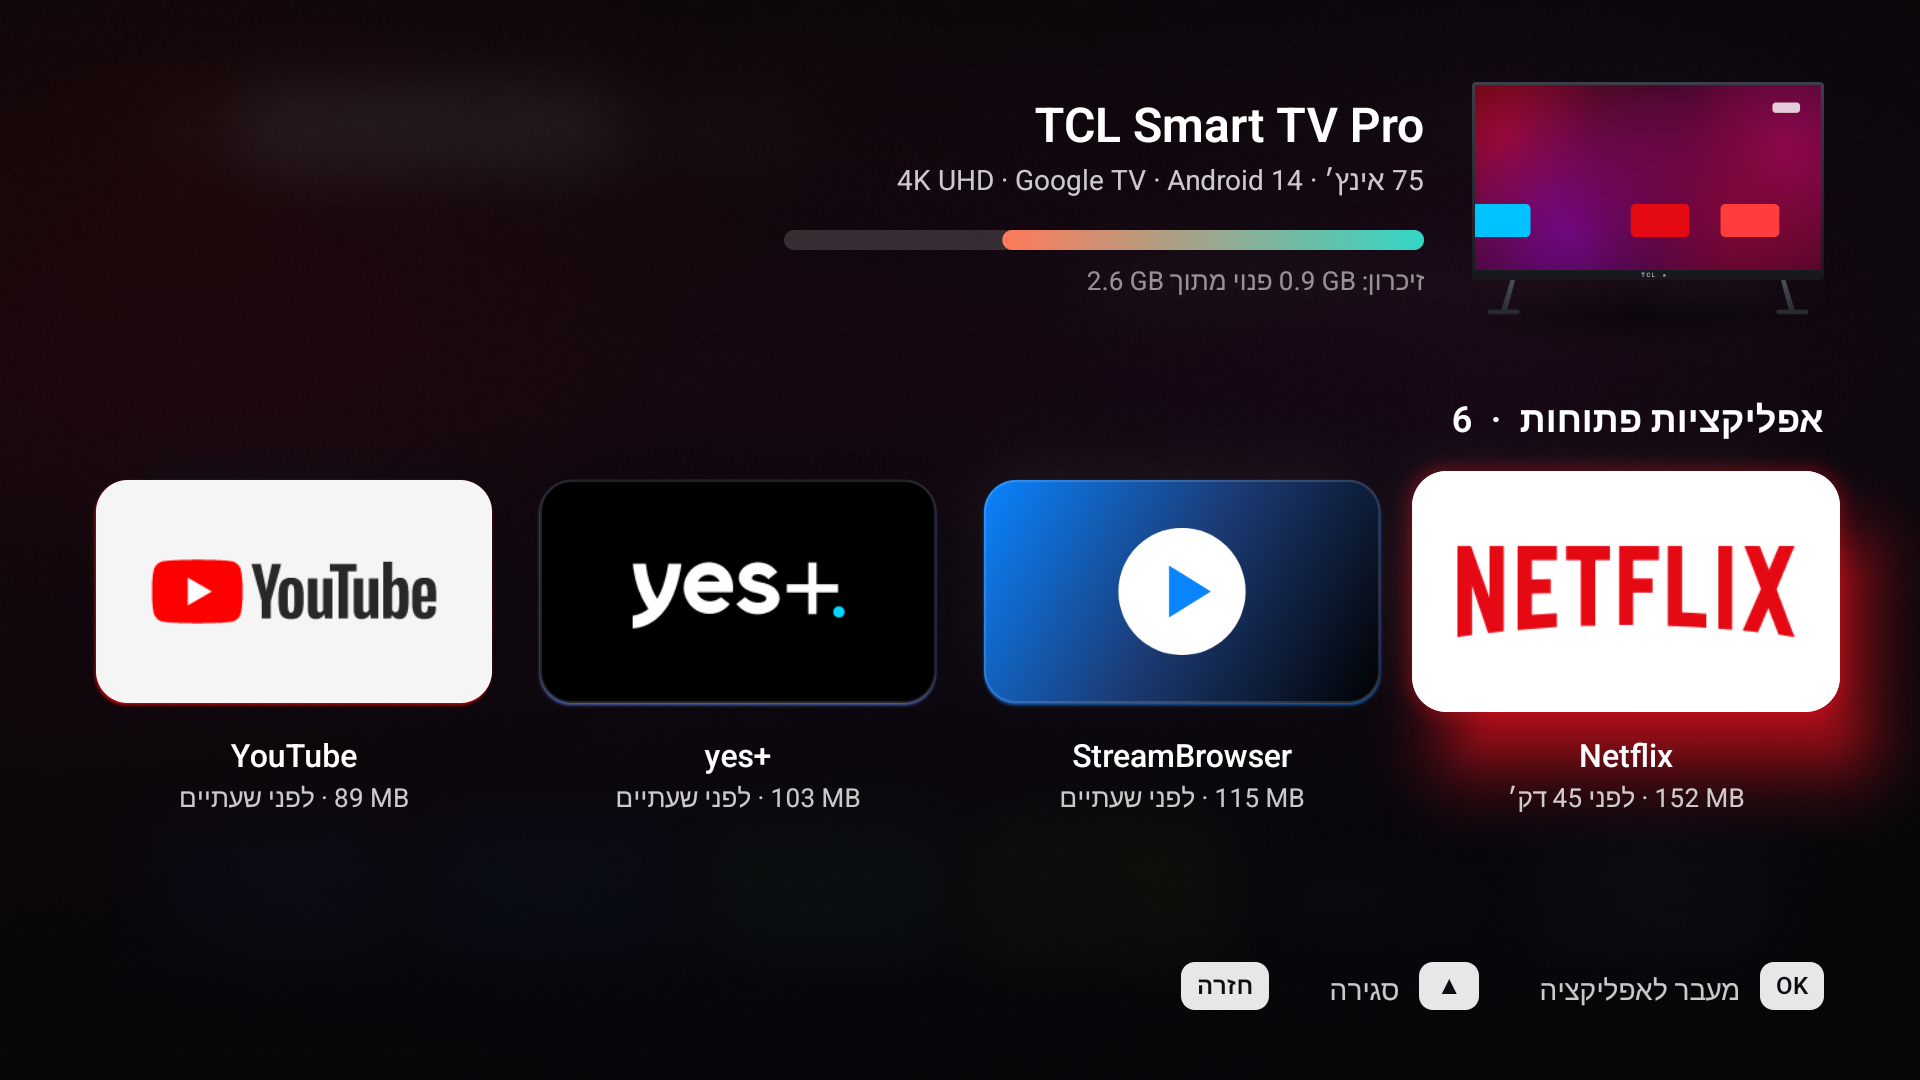 TCL Smart TV Pro
75 אינץ׳ · 4K UHD · Google TV · Android 14
זיכרון: 0.9 GB פנוי מתוך 2.6 GB
TCL
אפליקציות פתוחות · 6
NETFLIX
yes+
YouTube
Netflix
152 MB · לפני 45 דק׳
StreamBrowser
115 MB · לפני שעתיים
yes+
103 MB · לפני שעתיים
YouTube
89 MB · לפני שעתיים
OK מעבר לאפליקציה ▲ סגירה חזרה